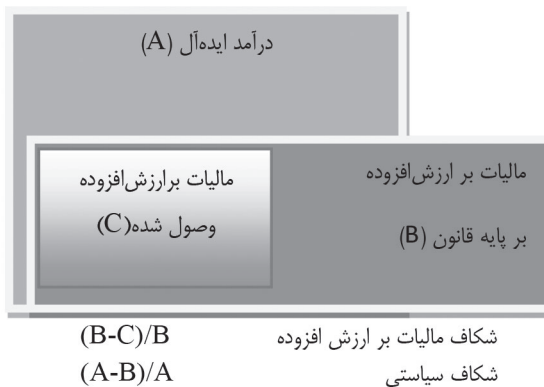 درآمد ایده‌آل (A)
مالیات بر ارزش‌افزوده
بر پایه قانون (B)
مالیات برارزش‌افزوده
وصول شده(C)
شکاف مالیات بر ارزش افزوده (B-C)/B
شکاف سیاستی (A-B)/A